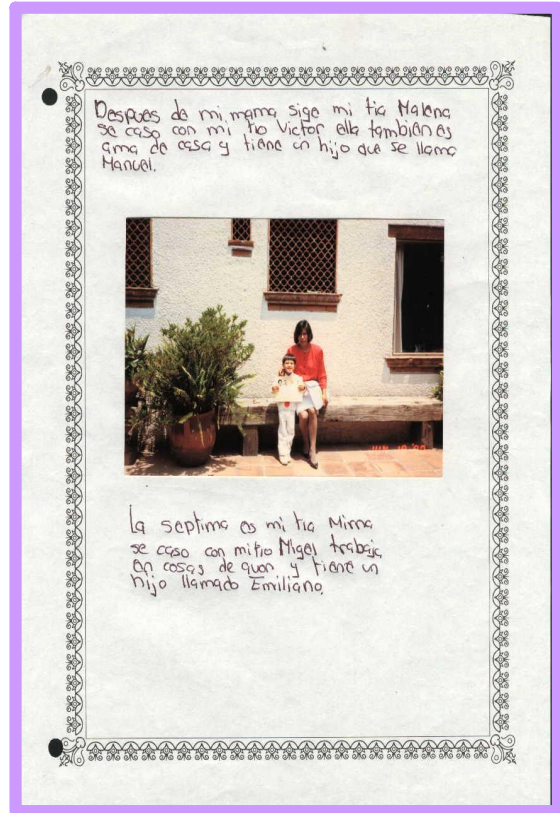 Despues de mi mama sige mi tia Malena
se caso con mi tio Victor ella tambien es
ama de casa y tiene un hijo que se llama
Manuel.
La septima es mi tia Mirna
se caso con mi tio Migel trabaja
en cosas de
y tiene un
hijo llamado Emiliano.